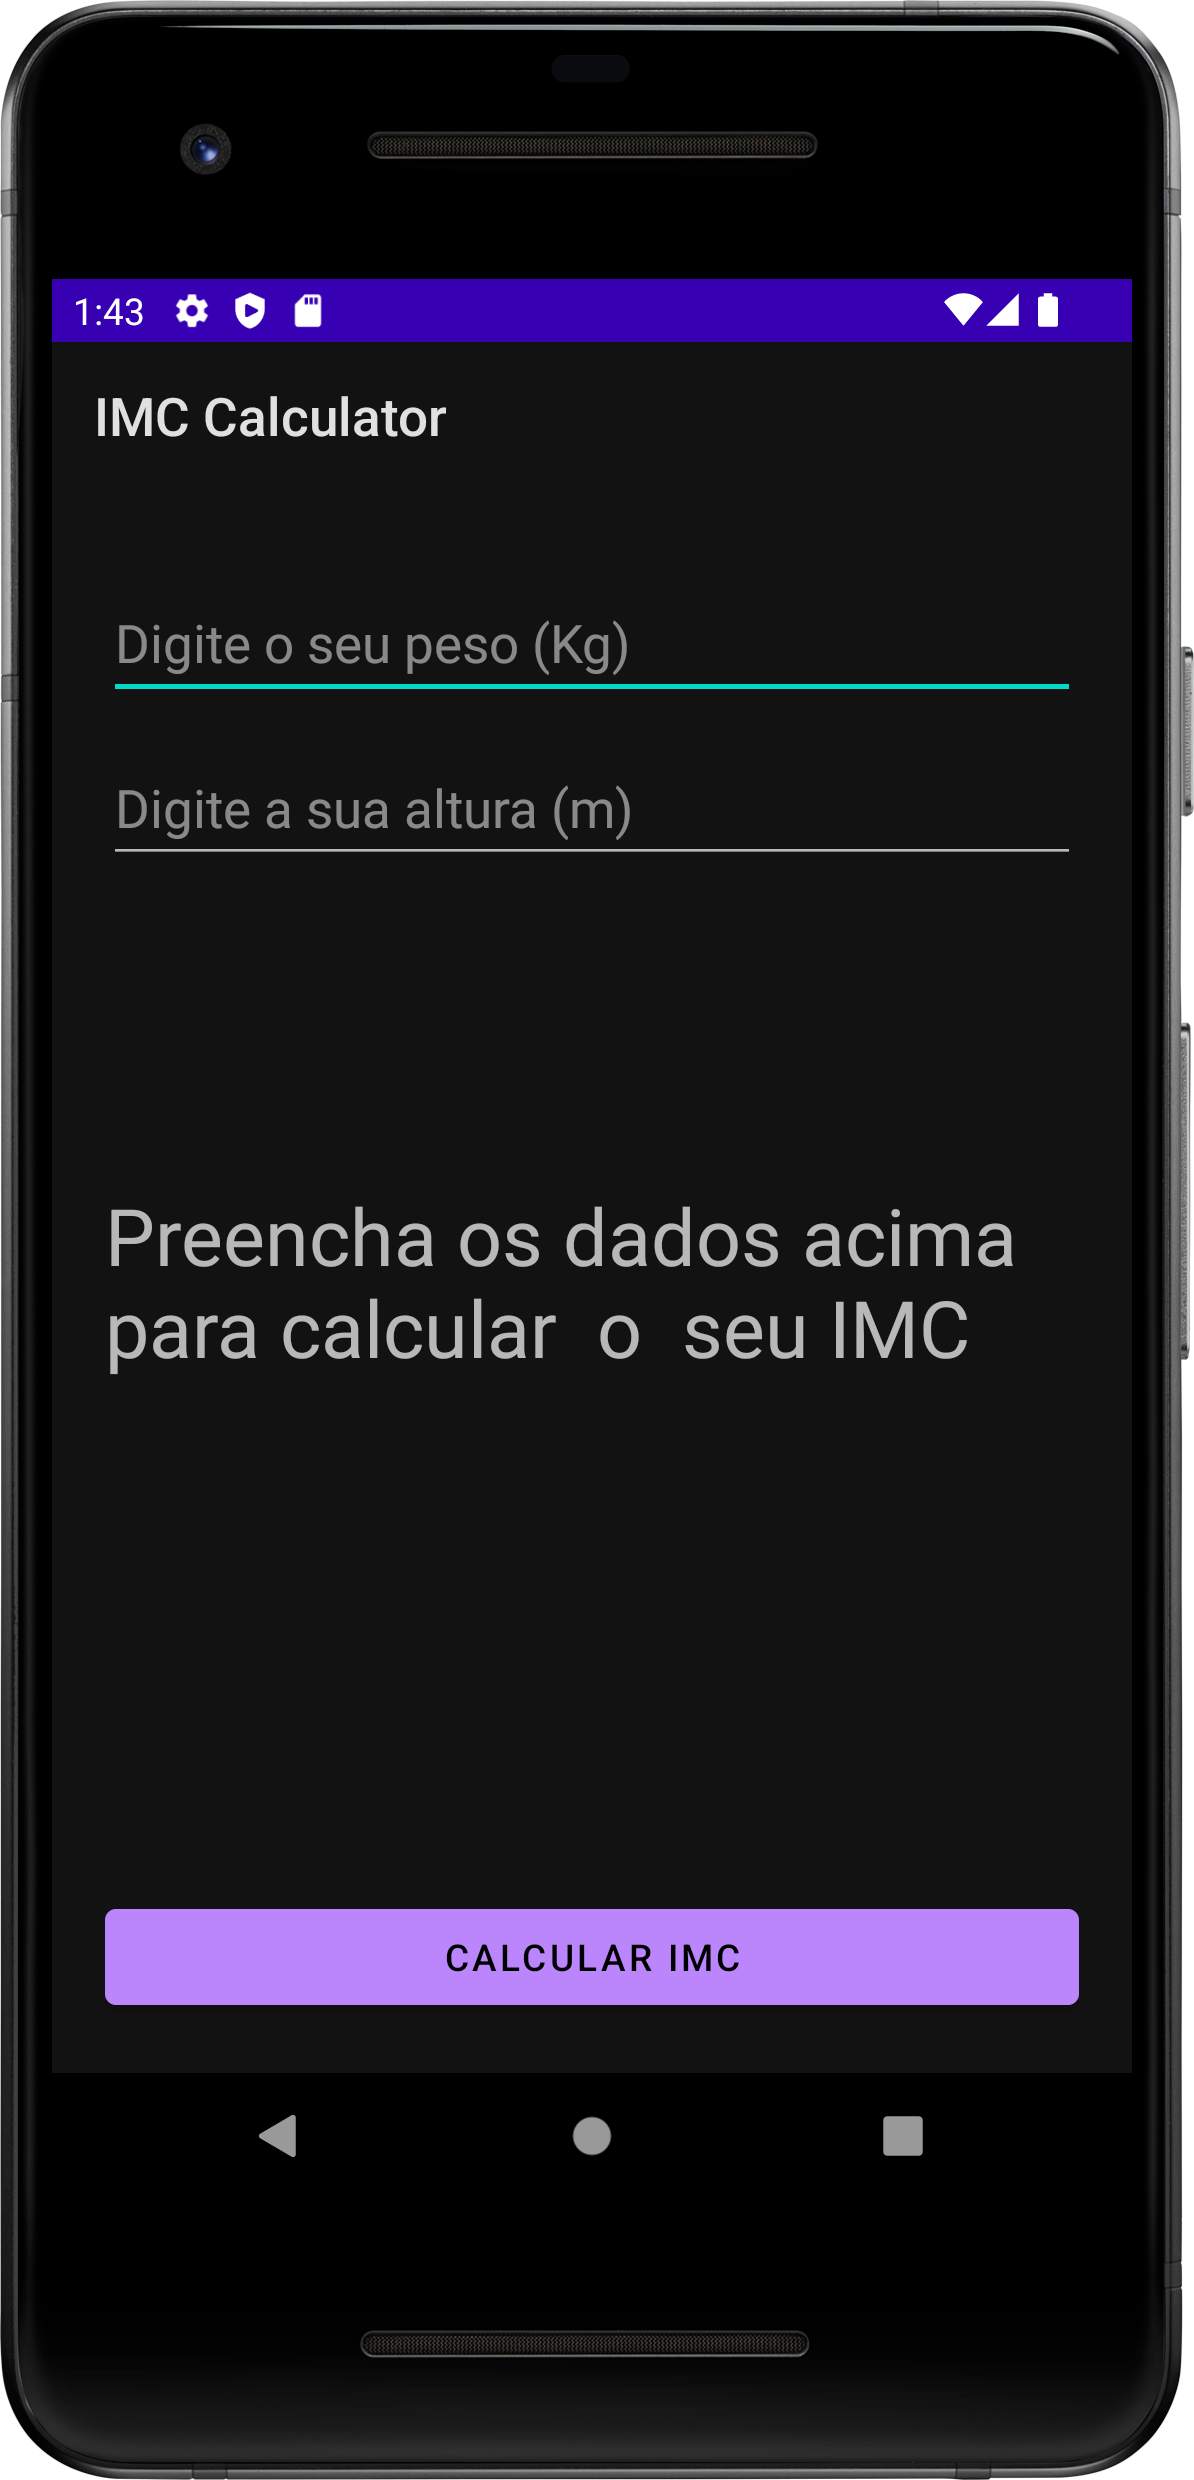 1:43
IMC Calculator
Digite o seu peso (Kg)
Digite a sua altura (m)
Preencha os dados acima
para calcular  o  seu IMC
CALCULAR IMC